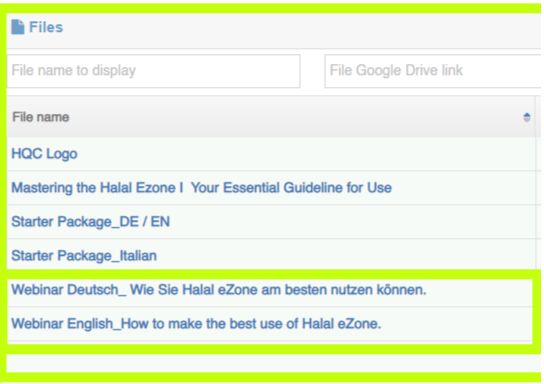 Files
File name to display
File Google Drive link
File name
HQC Logo
Mastering the Halal Ezone I Your Essential Guideline for Use
Starter Package_DE / EN
Starter Package_Italian
Webinar Deutsch_ Wie Sie Halal eZone am besten nutzen können.
Webinar English_How to make the best use of Halal eZone.